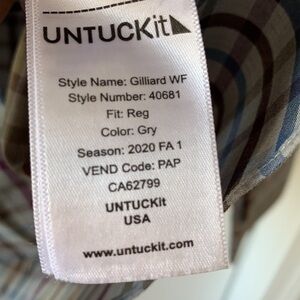 UNTUCKit
Style Name: Gilliard WF
Style Number: 40681
Fit: Reg
Color: Gry
Season: 2020 FA 1
VEND Code: PAP
CA62799
UNTUCKit
USA
www.untuckit.com